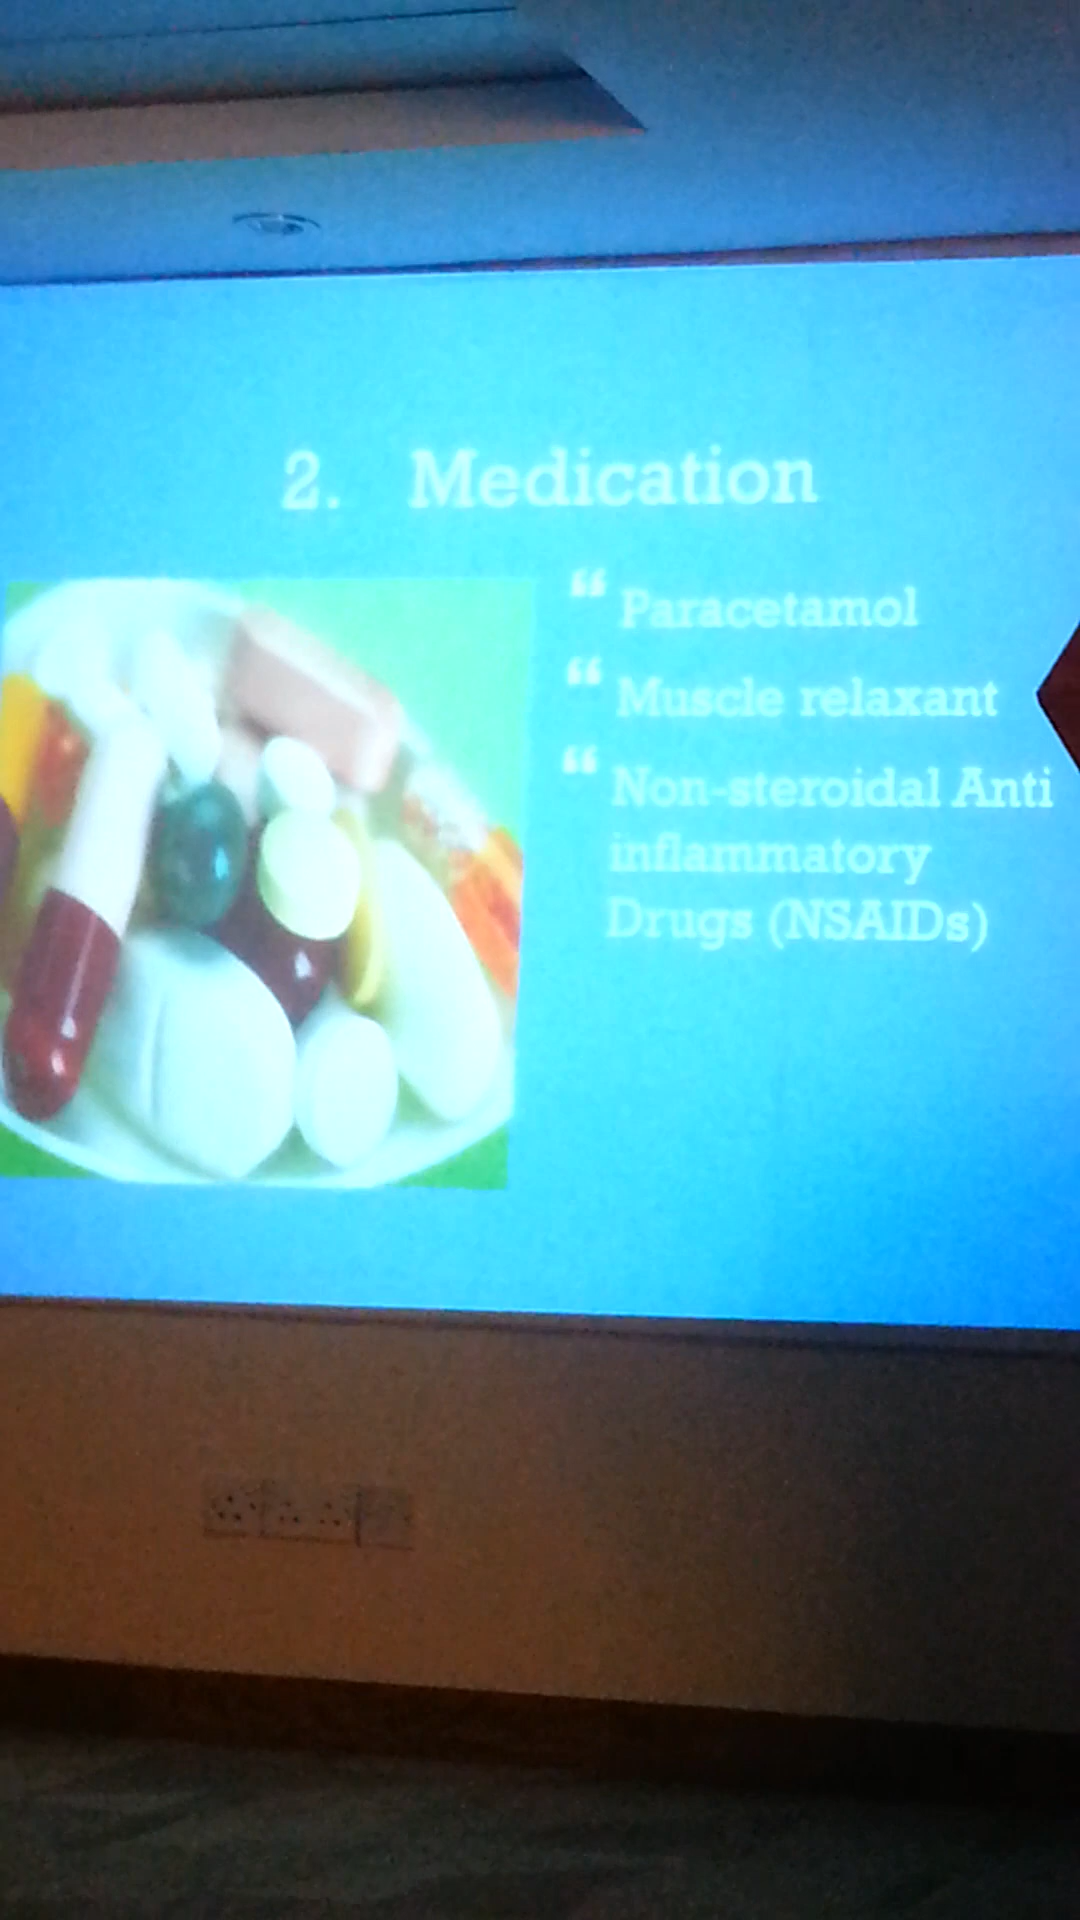 2. Medication
“ Paracetamol
“ Muscle relaxant
“ Non-steroidal Anti
inflammatory
Drugs (NSAIDs)